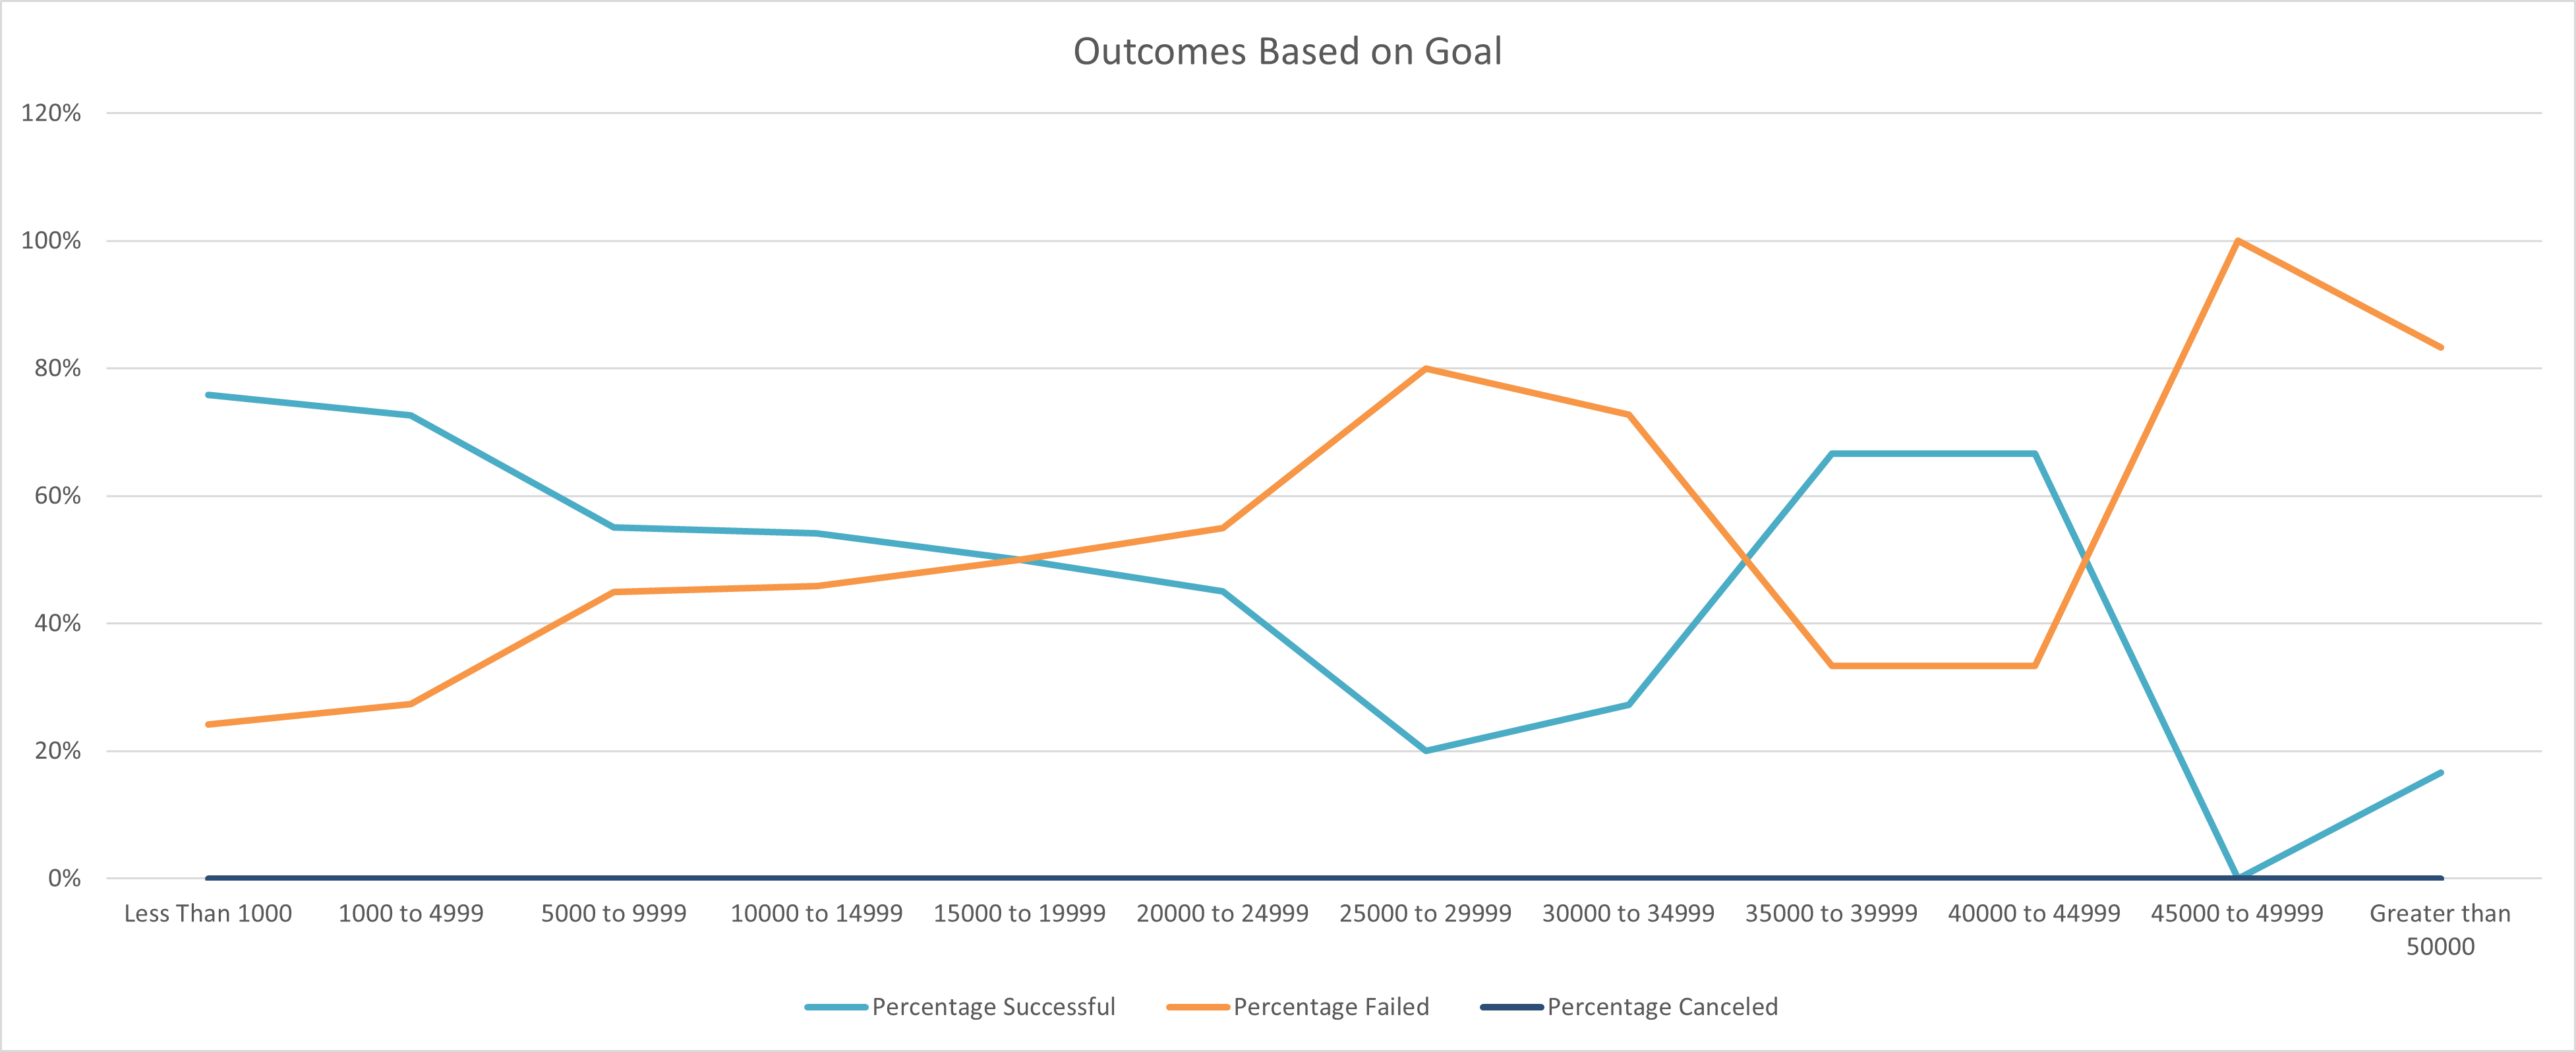 Outcomes Based on Goal
120%
100%
80%
60%
40%
20%
0%
Less Than 1000
1000 to 4999
5000 to 9999
10000 to 14999
15000 to 19999
20000 to 24999
25000 to 29999
30000 to 34999
35000 to 39999
40000 to 44999
45000 to 49999
Greater than
50000
Percentage Successful
Percentage Failed
Percentage Canceled